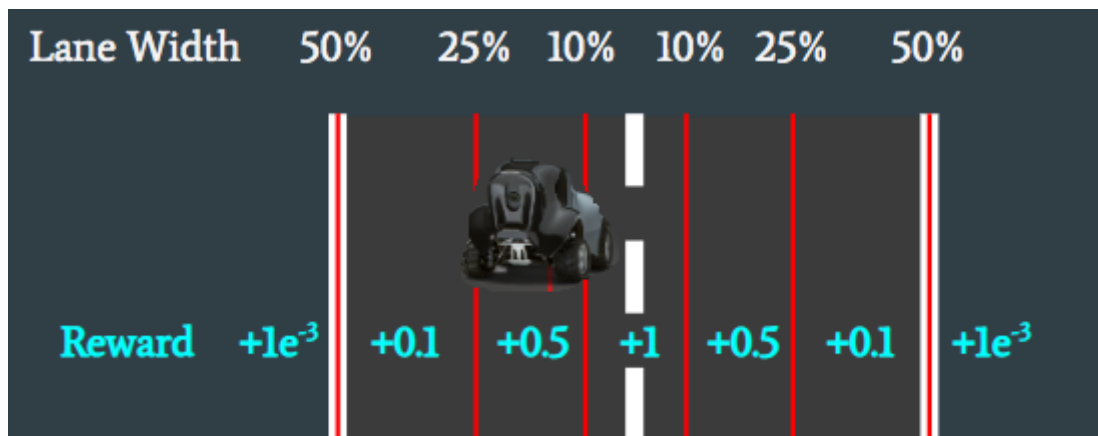 Lane Width 50% 25% 10% 10% 25% 50%
Reward +1e⁻³ +0.1 +0.5 +1 +0.5 +0.1 +1e⁻³